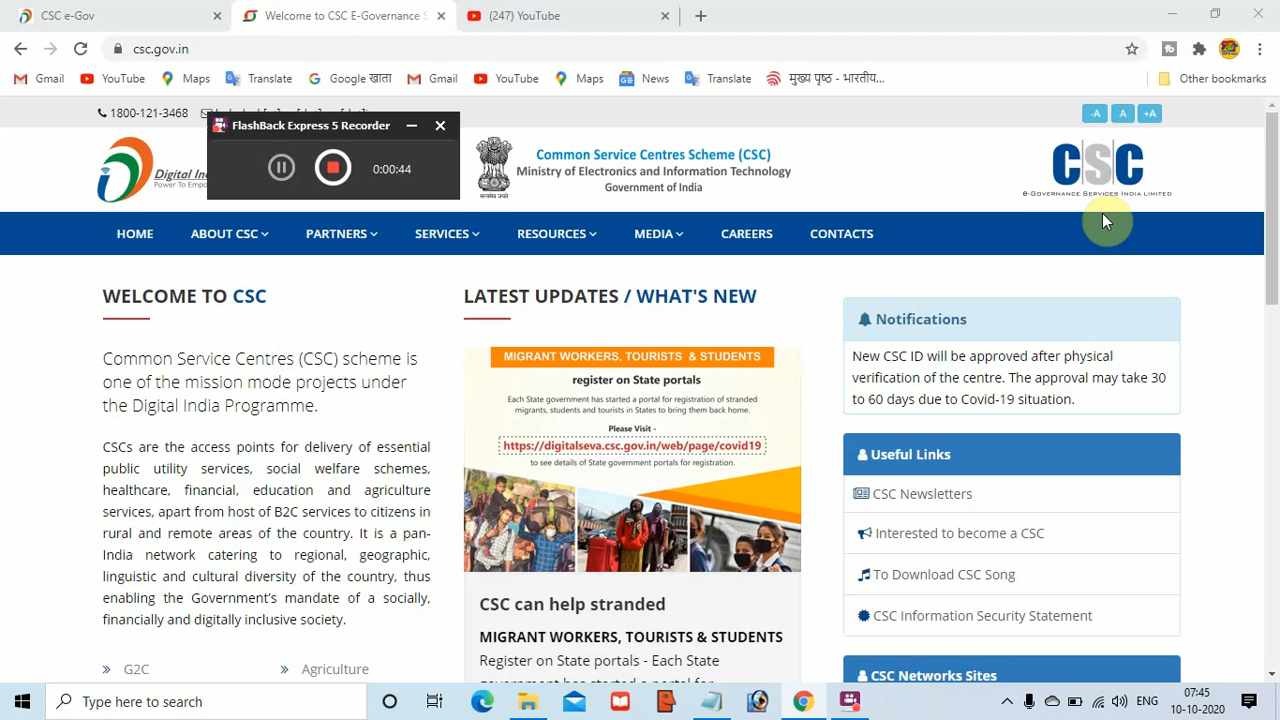 CSC e-Gov
Welcome to CSC E-Governance S
(247) YouTube
csc.gov.in
Gmail
YouTube
Maps
Translate
Google खाता
Gmail
YouTube
Maps
News
Translate
मुख्य पृष्ठ - भारतीय...
Other bookmarks
1800-121-3468
-A
A
+A
FlashBack Express 5 Recorder
0:00:44
Digital In
Power To Empo
सत्यमेव जयते
Common Service Centres Scheme (CSC)
Ministry of Electronics and Information Technology
Government of India
CSC
e-Governance Services India Limited
HOME
ABOUT CSC
PARTNERS
SERVICES
RESOURCES
MEDIA
CAREERS
CONTACTS
WELCOME TO CSC
Common Service Centres (CSC) scheme is
one of the mission mode projects under
the Digital India Programme.
CSCs are the access points for delivery of essential
public utility services, social welfare schemes,
healthcare, financial, education and agriculture
services, apart from host of B2C services to citizens in
rural and remote areas of the country. It is a pan-
India network catering to regional, geographic,
linguistic and cultural diversity of the country, thus
enabling the Government's mandate of a socially,
financially and digitally inclusive society.
G2C
Agriculture
LATEST UPDATES / WHAT'S NEW
MIGRANT WORKERS, TOURISTS & STUDENTS
register on State portals
Each State government has started a portal for registration of stranded
migrants, students and tourists in States to bring them back home.
Please Visit -
https://digitalseva.csc.gov.in/web/page/covid19
to see details of State government portals for registration.
CSC can help stranded
MIGRANT WORKERS, TOURISTS & STUDENTS
Register on State portals - Each State
government has started a portal for
Notifications
New CSC ID will be approved after physical
verification of the centre. The approval may take 30
to 60 days due to Covid-19 situation.
Useful Links
CSC Newsletters
Interested to become a CSC
To Download CSC Song
CSC Information Security Statement
CSC Networks Sites
Type here to search
ENG
07:45
10-10-2020